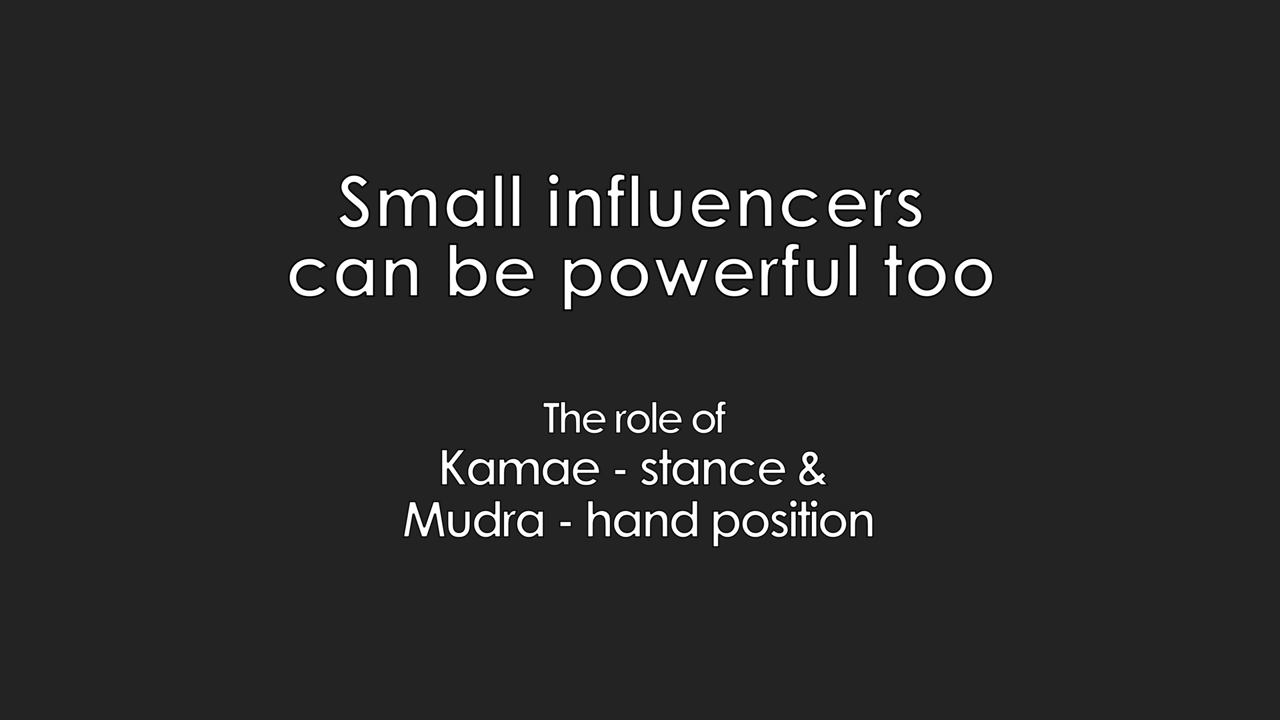 Small influencers
can be powerful too
The role of
Kamae - stance &
Mudra - hand position